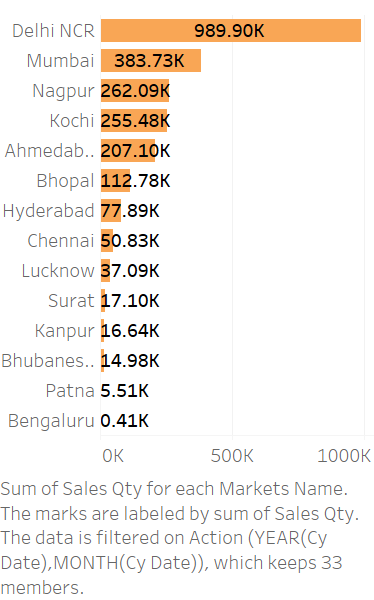 Delhi NCR 989.90K
Mumbai 383.73K
Nagpur 262.09K
Kochi 255.48K
Ahmedab.. 207.10K
Bhopal 112.78K
Hyderabad 77.89K
Chennai 50.83K
Lucknow 37.09K
Surat 17.10K
Kanpur 16.64K
Bhubanes.. 14.98K
Patna 5.51K
Bengaluru 0.41K
0K 500K 1000K
Sum of Sales Qty for each Markets Name.
The marks are labeled by sum of Sales Qty.
The data is filtered on Action (YEAR(Cy
Date),MONTH(Cy Date)), which keeps 33
members.